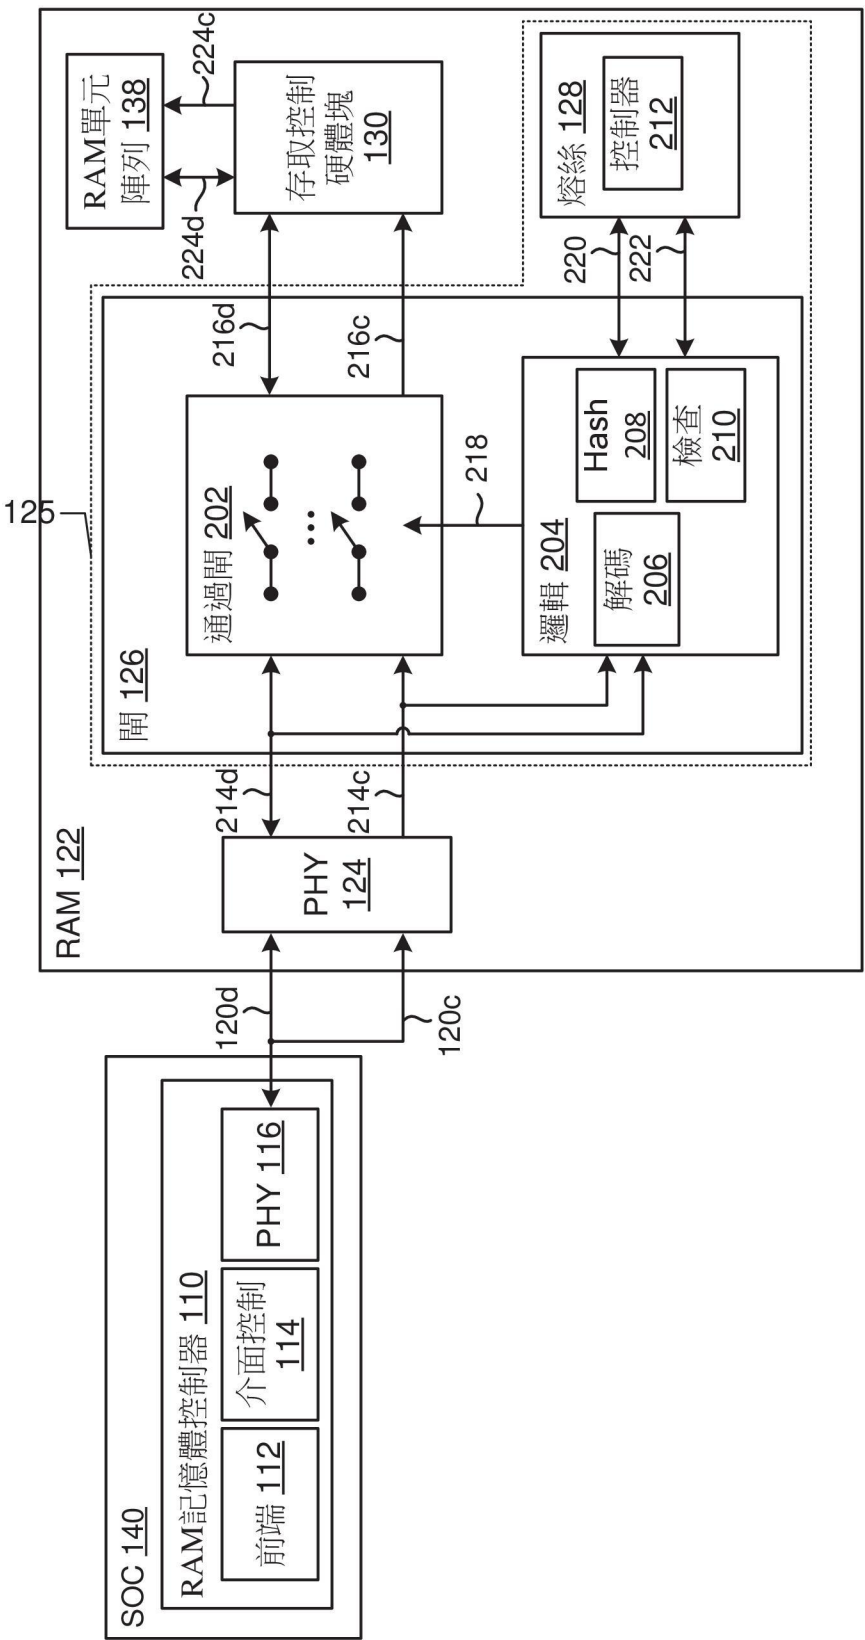 SOC 140
RAM記憶體控制器 110
前端 112
介面控制
114
PHY 116
120d
120c
RAM 122
PHY
124
214d
214c
125
閘 126
通過閘 202
218
邏輯 204
解碼
206
Hash
208
檢查
210
216d
216c
220
222
熔絲 128
控制器
212
存取控制
硬體塊
130
224d
224c
RAM單元
陣列 138